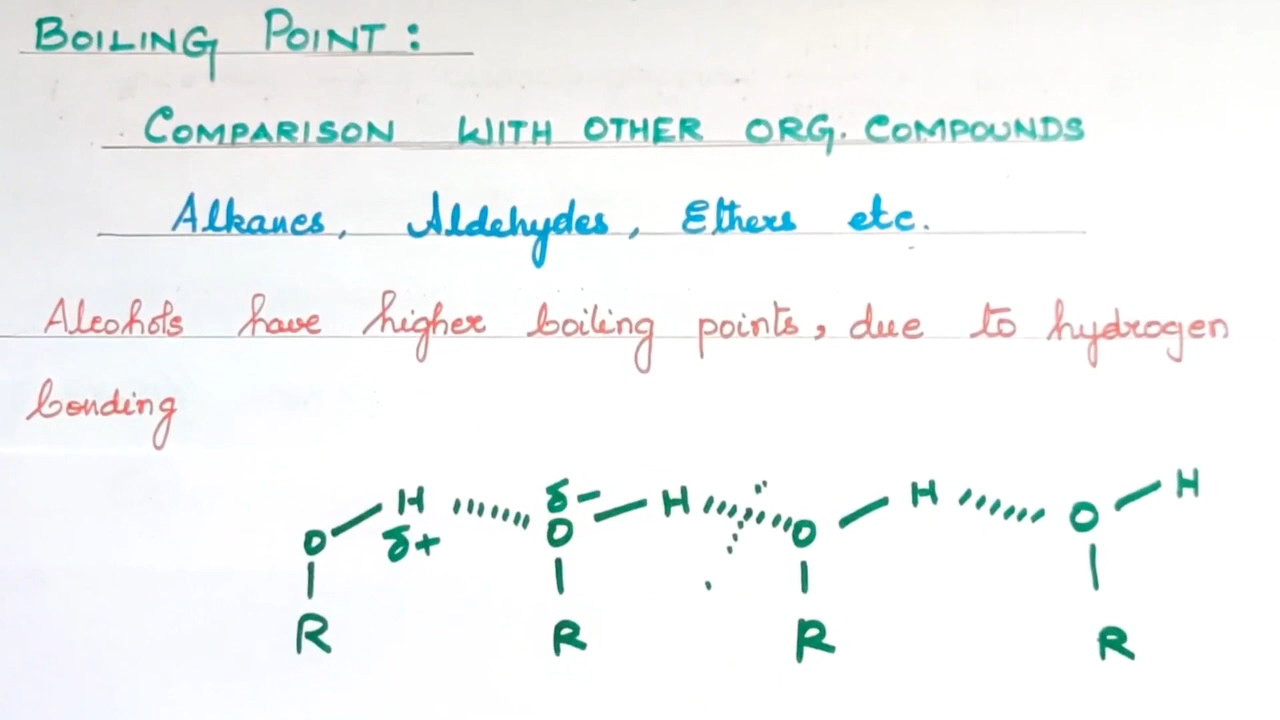 BOILING POINT :
COMPARISON WITH OTHER ORG. COMPOUNDS
Alkanes, Aldehydes, Ethers etc.
Alcohols have higher boiling points, due to hydrogen
bonding
H δ- H H H
O δ+ O O O
R R R R